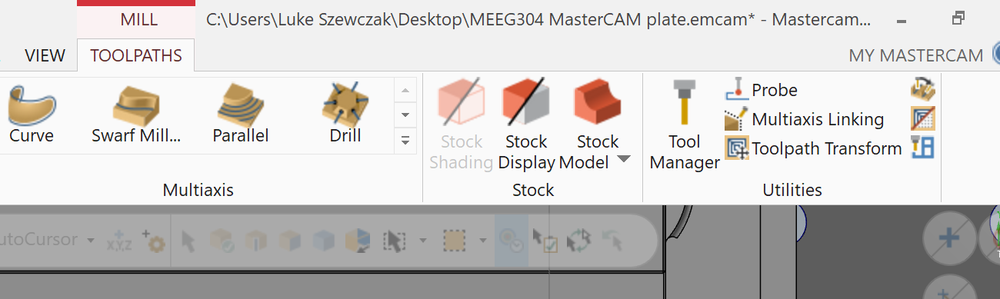 MILL C:\Users\Luke Szewczak\Desktop\MEEG304 MasterCAM plate.emcam* - Mastercam...
VIEW TOOLPATHS MY MASTERCAM
Curve Swarf Mill... Parallel Drill
Multiaxis
Stock Shading
Stock Display
Stock Model
Stock
Tool Manager
Probe
Multiaxis Linking
Toolpath Transform
Utilities
utoCursor
X,Y,Z